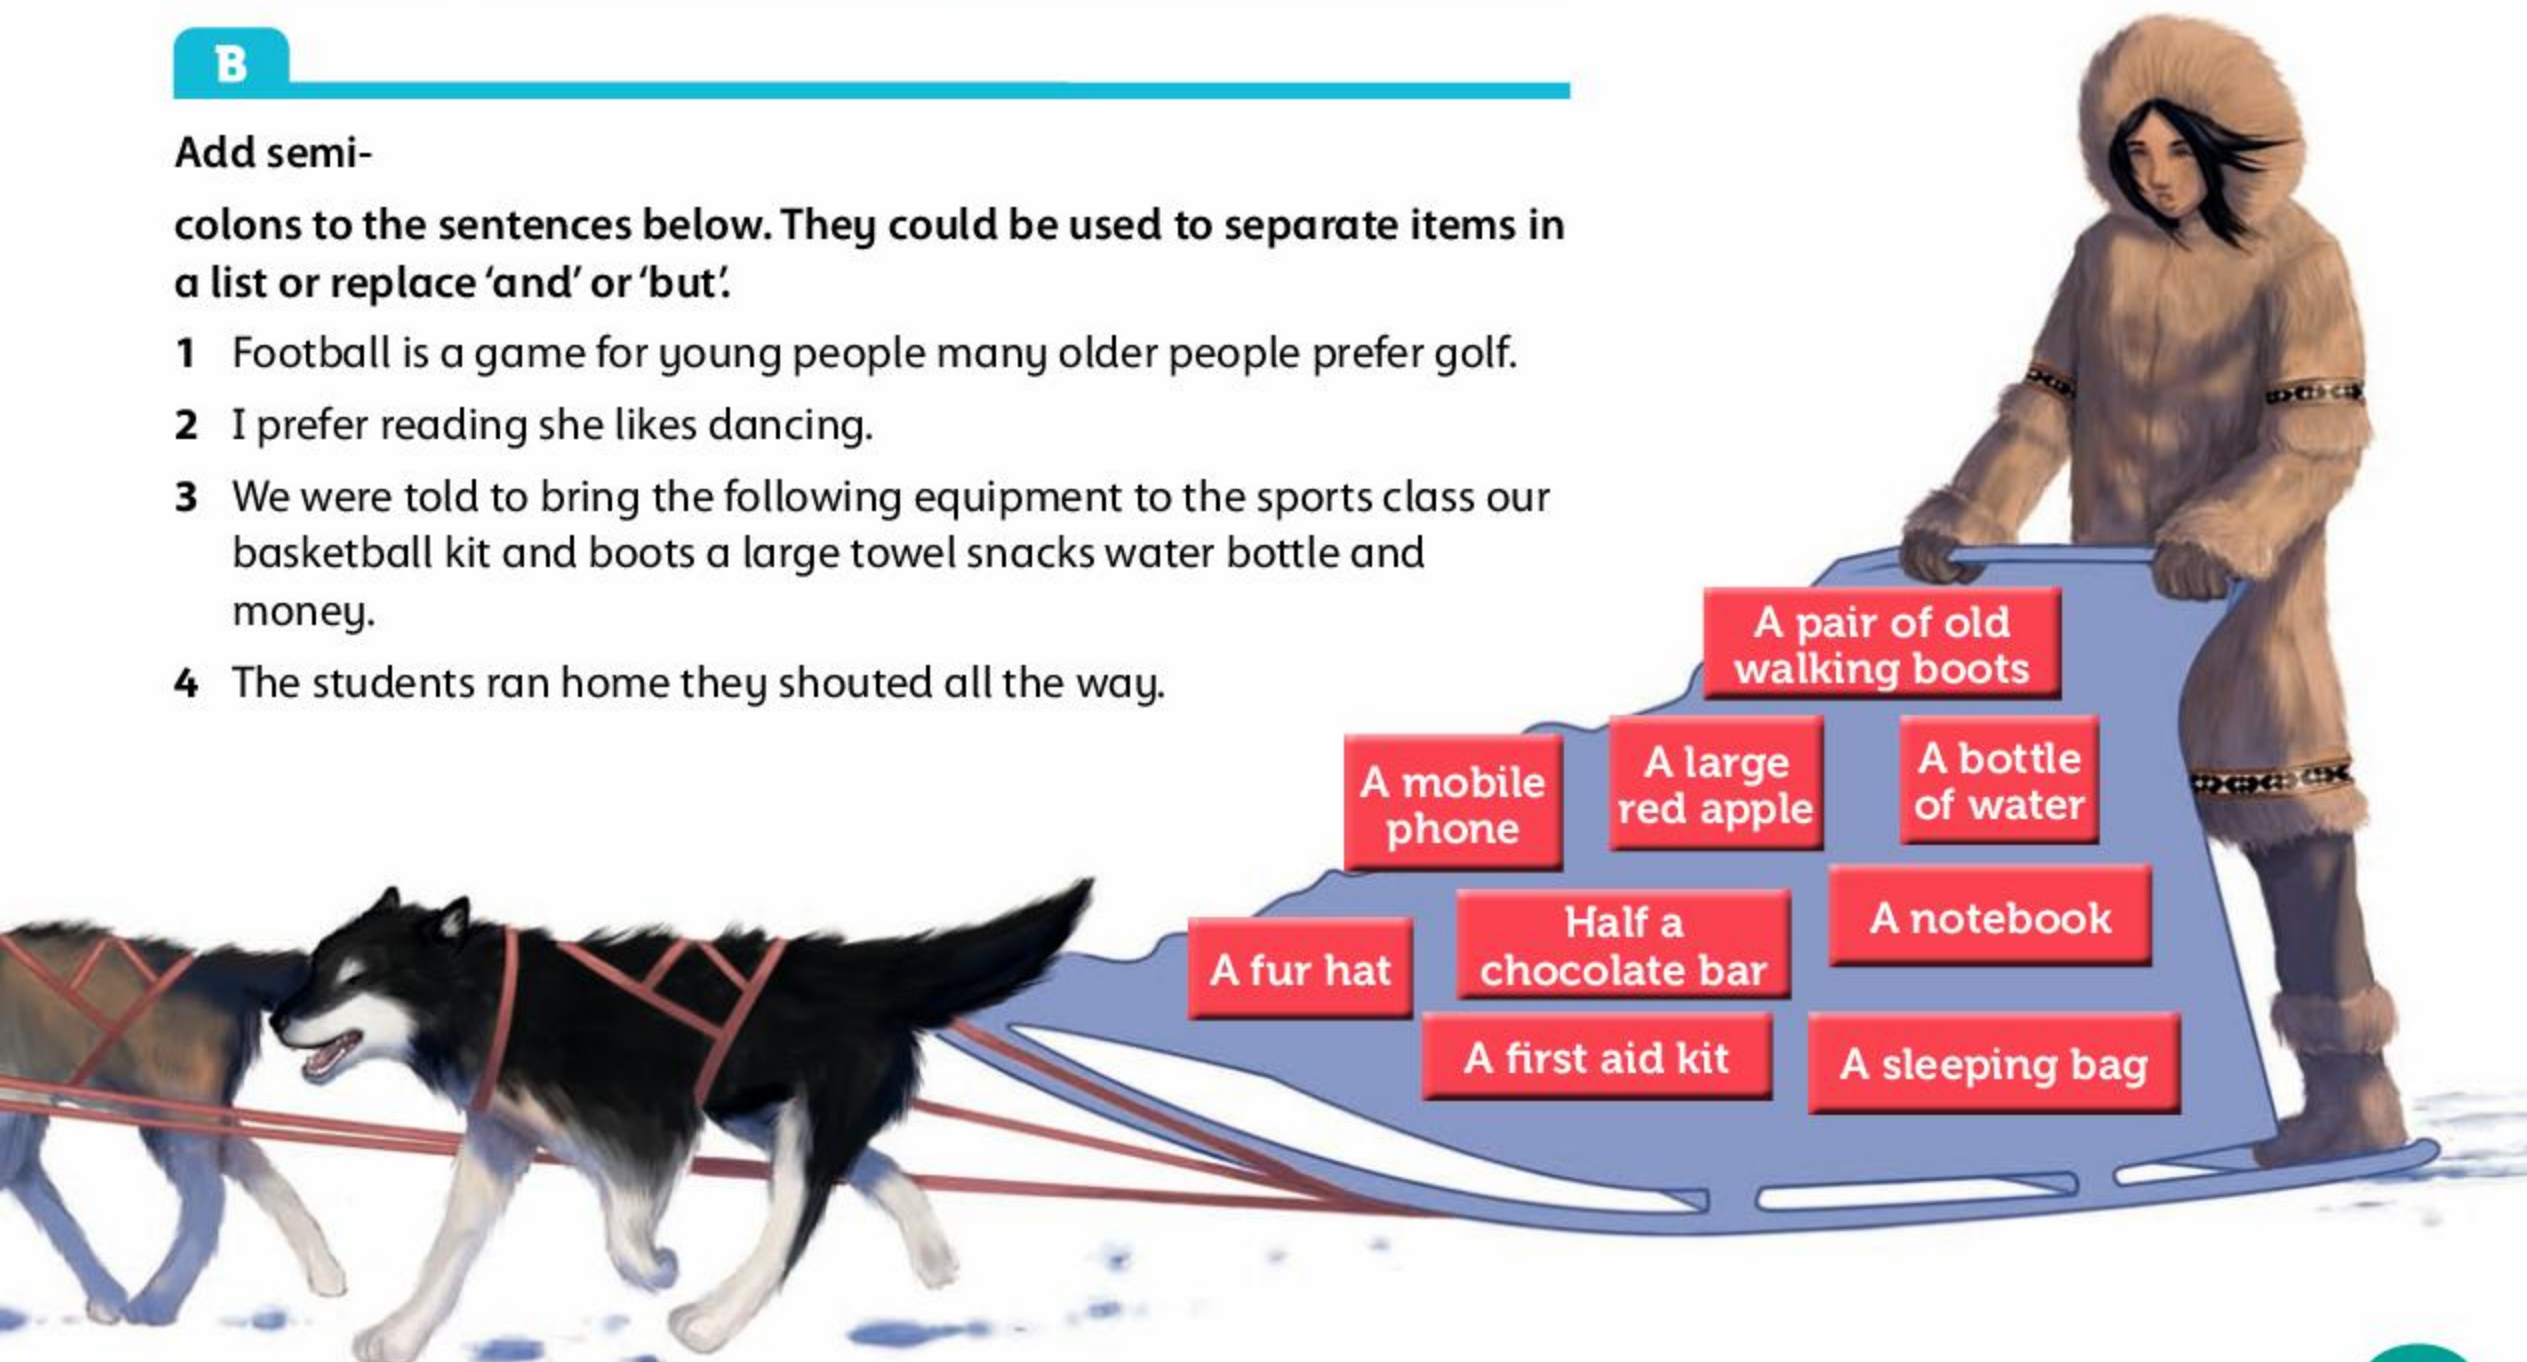 B
Add semi-
colons to the sentences below. They could be used to separate items in
a list or replace ‘and’ or ‘but’.
1 Football is a game for young people many older people prefer golf.
2 I prefer reading she likes dancing.
3 We were told to bring the following equipment to the sports class our
basketball kit and boots a large towel snacks water bottle and
money.
4 The students ran home they shouted all the way.
A pair of old
walking boots
A mobile
phone
A large
red apple
A bottle
of water
A fur hat
Half a
chocolate bar
A notebook
A first aid kit
A sleeping bag